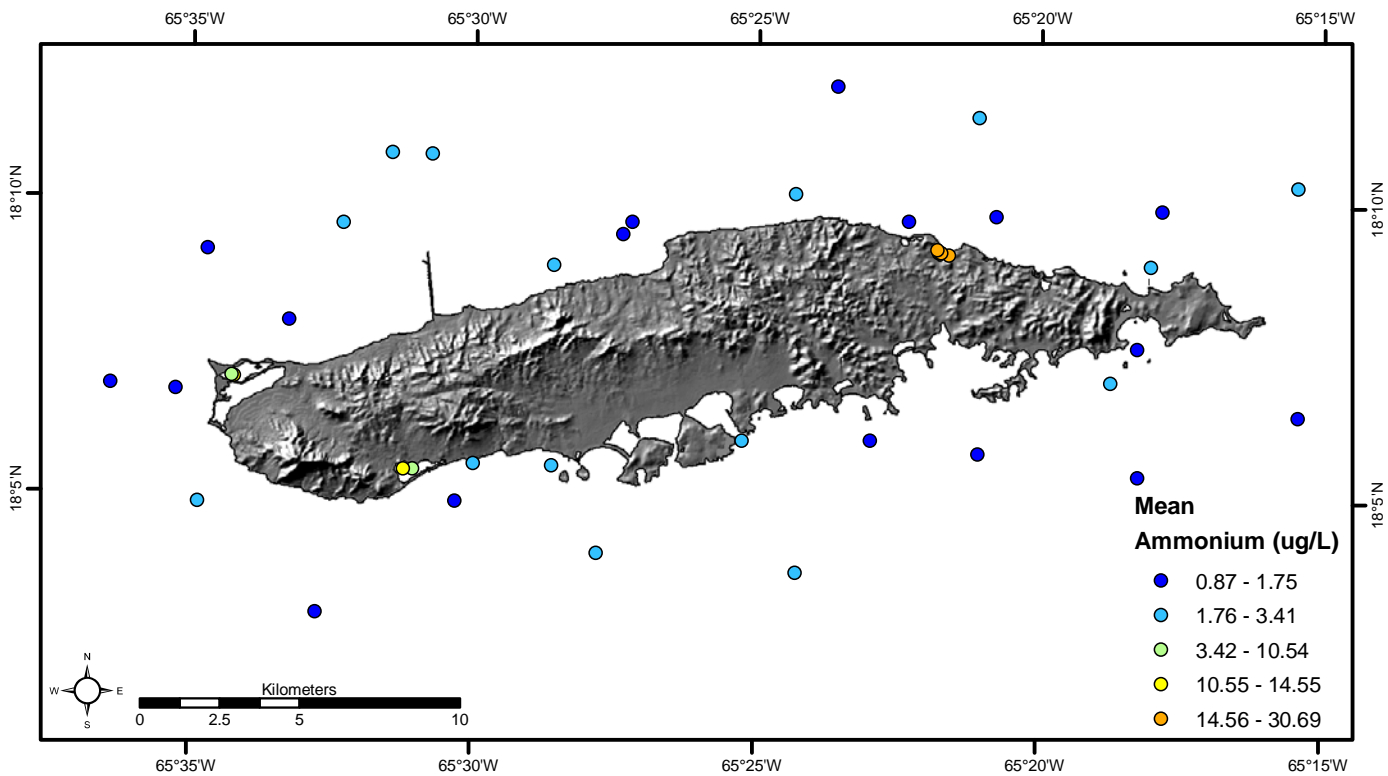 65°35'W 65°30'W 65°25'W 65°20'W 65°15'W
18°10'N
18°10'N
18°5'N
18°5'N
Mean
Ammonium (ug/L)
0.87 - 1.75
1.76 - 3.41
3.42 - 10.54
10.55 - 14.55
14.56 - 30.69
N
W E
S
Kilometers
0 2.5 5 10
65°35'W 65°30'W 65°25'W 65°20'W 65°15'W